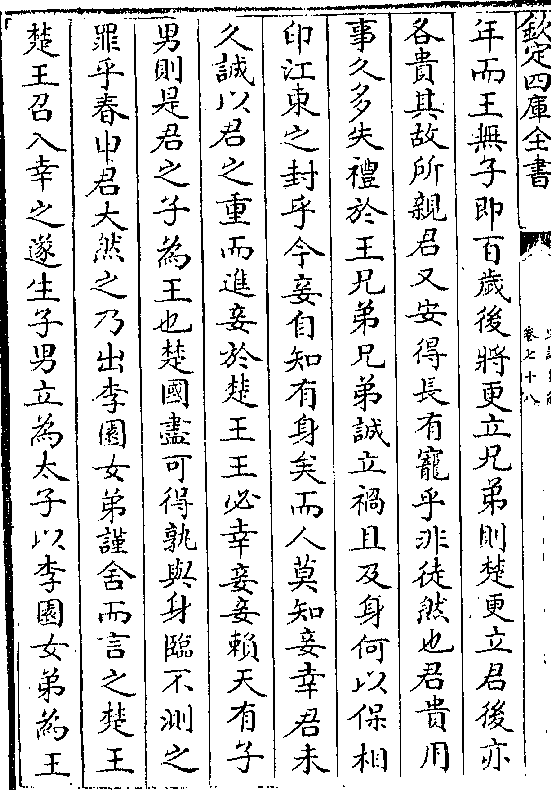 欽定四庫全書
卷七十八
年而王無子即百歲後將更立兄弟則楚更立君後亦
各貴其故所親君又安得長有寵乎非徒然也君貴用
事久多失禮於王兄弟兄弟誠立禍且及身何以保相
印江東之封乎今妾自知有身矣而人莫知妾幸君未
久誠以君之重而進妾於楚王王必幸妾妾賴天有子
男則是君之子為王也楚國盡可得孰與身臨不測之
罪乎春申君大然之乃出李園女弟謹舍而言之楚王
楚王召入幸之遂生子男立為太子以李園女弟為王